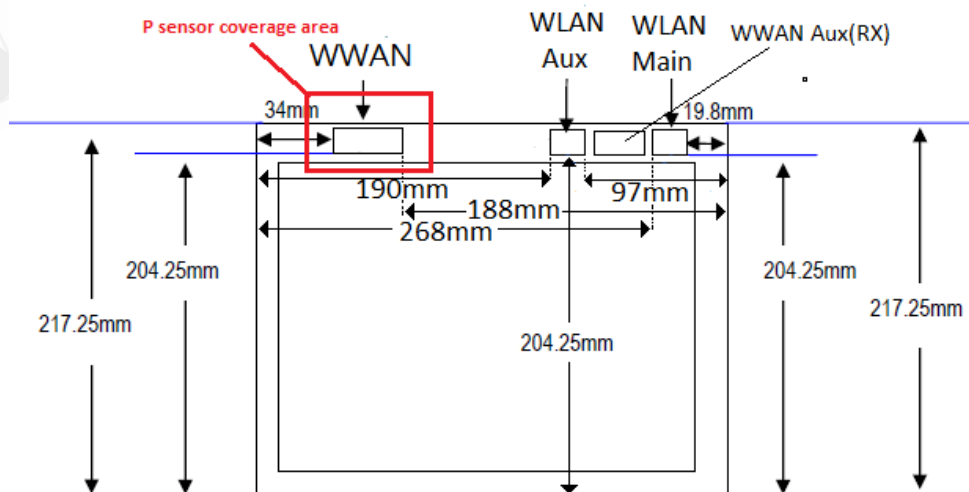 P sensor coverage area
WWAN
WLAN
Aux
WLAN
Main
WWAN Aux(RX)
34mm
19.8mm
190mm
97mm
188mm
268mm
204.25mm
204.25mm
217.25mm
217.25mm
204.25mm